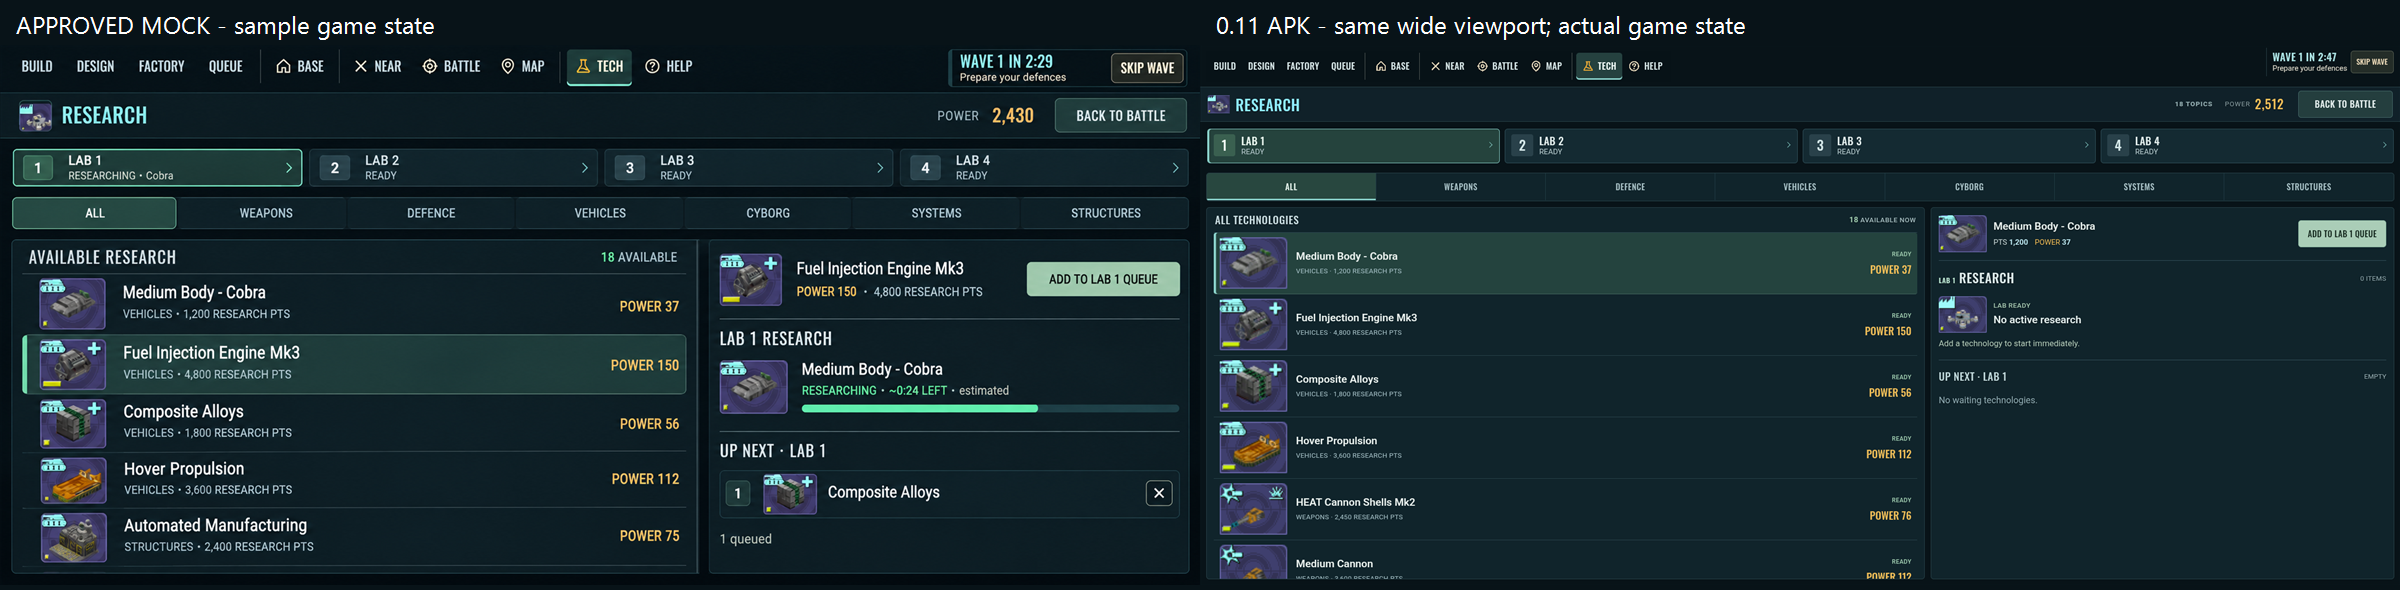 APPROVED MOCK - sample game state
BUILD DESIGN FACTORY QUEUE BASE NEAR BATTLE MAP TECH HELP
WAVE 1 IN 2:29
Prepare your defences
SKIP WAVE
RESEARCH
POWER 2,430
BACK TO BATTLE
1 LAB 1
RESEARCHING • Cobra
2 LAB 2
READY
3 LAB 3
READY
4 LAB 4
READY
ALL WEAPONS DEFENCE VEHICLES CYBORG SYSTEMS STRUCTURES
AVAILABLE RESEARCH
18 AVAILABLE
Medium Body - Cobra
VEHICLES • 1,200 RESEARCH PTS
POWER 37
Fuel Injection Engine Mk3
VEHICLES • 4,800 RESEARCH PTS
POWER 150
Composite Alloys
VEHICLES • 1,800 RESEARCH PTS
POWER 56
Hover Propulsion
VEHICLES • 3,600 RESEARCH PTS
POWER 112
Automated Manufacturing
STRUCTURES • 2,400 RESEARCH PTS
POWER 75
Fuel Injection Engine Mk3
POWER 150 • 4,800 RESEARCH PTS
ADD TO LAB 1 QUEUE
LAB 1 RESEARCH
Medium Body - Cobra
RESEARCHING • ~0:24 LEFT • estimated
UP NEXT · LAB 1
1 Composite Alloys
1 queued
0.11 APK - same wide viewport; actual game state
BUILD DESIGN FACTORY QUEUE BASE NEAR BATTLE MAP TECH HELP
WAVE 1 IN 2:47
Prepare your defences
SKIP WAVE
RESEARCH
18 TOPICS POWER 2,512
BACK TO BATTLE
1 LAB 1
READY
2 LAB 2
READY
3 LAB 3
READY
4 LAB 4
READY
ALL WEAPONS DEFENCE VEHICLES CYBORG SYSTEMS STRUCTURES
ALL TECHNOLOGIES
18 AVAILABLE NOW
Medium Body - Cobra
VEHICLES · 1,200 RESEARCH PTS
READY
POWER 37
Fuel Injection Engine Mk3
VEHICLES · 4,800 RESEARCH PTS
READY
POWER 150
Composite Alloys
VEHICLES · 1,800 RESEARCH PTS
READY
POWER 56
Hover Propulsion
VEHICLES · 3,600 RESEARCH PTS
READY
POWER 112
HEAT Cannon Shells Mk2
WEAPONS · 2,450 RESEARCH PTS
READY
POWER 76
Medium Cannon
WEAPONS · 3,600 RESEARCH PTS
READY
POWER 112
Medium Body - Cobra
PTS 1,200 POWER 37
ADD TO LAB 1 QUEUE
LAB 1 RESEARCH
0 ITEMS
LAB READY
No active research
Add a technology to start immediately.
UP NEXT · LAB 1
EMPTY
No waiting technologies.